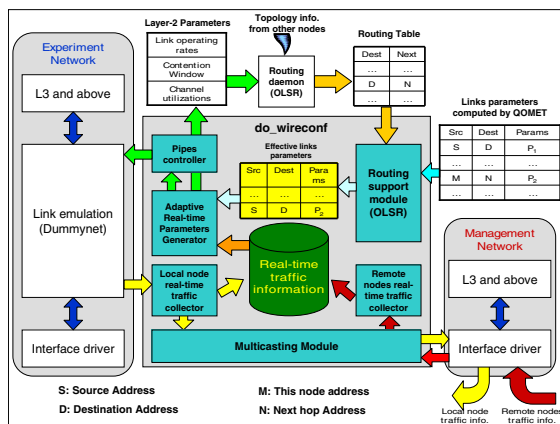 Layer-2 Parameters
Link operating
rates
Contention
Window
Channel
utilizations
Topology info.
from other nodes
Routing
daemon
(OLSR)
Routing Table
Dest Next
... ...
D N
... ...
Experiment
Network
L3 and above
Link emulation
(Dummynet)
Interface driver
do_wireconf
Pipes
controller
Adaptive
Real-time
Parameters
Generator
Effective links
parameters
Src Dest Para
ms
... ... ...
S D P2
Routing
support
module
(OLSR)
Links parameters
computed by QOMET
Src Dest Params
S D P1
... ... ...
M N P2
Real-time
traffic
information
Local node
real-time
traffic
collector
Remote
nodes real-
time traffic
collector
Multicasting Module
Management
Network
L3 and above
Interface driver
S: Source Address
M: This node address
D: Destination Address
N: Next hop Address
Local node
traffic info.
Remote nodes
traffic info.